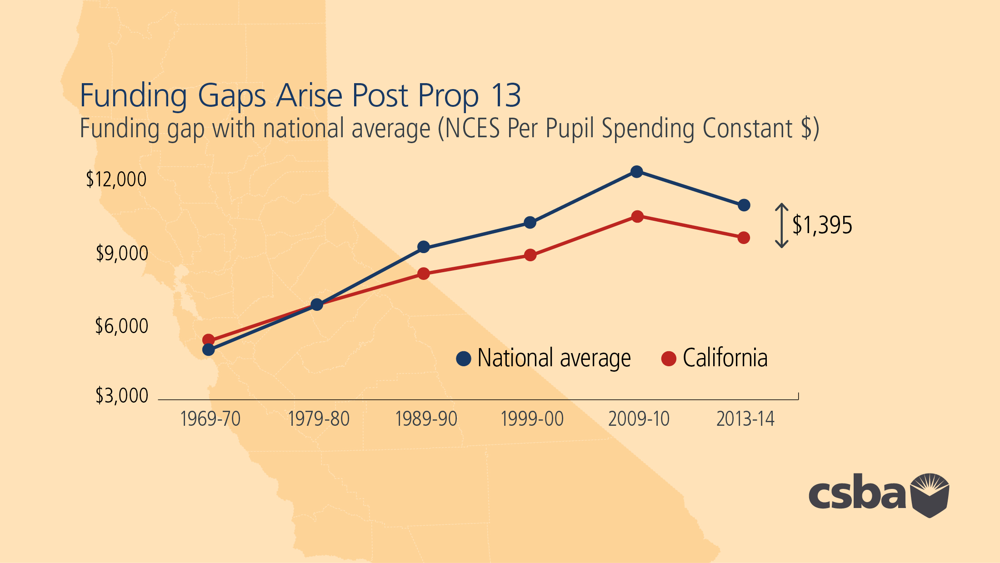 Funding Gaps Arise Post Prop 13
Funding gap with national average (NCES Per Pupil Spending Constant $)
$12,000
$9,000
$6,000
$3,000
$1,395
National average
California
1969-70
1979-80
1989-90
1999-00
2009-10
2013-14
csba